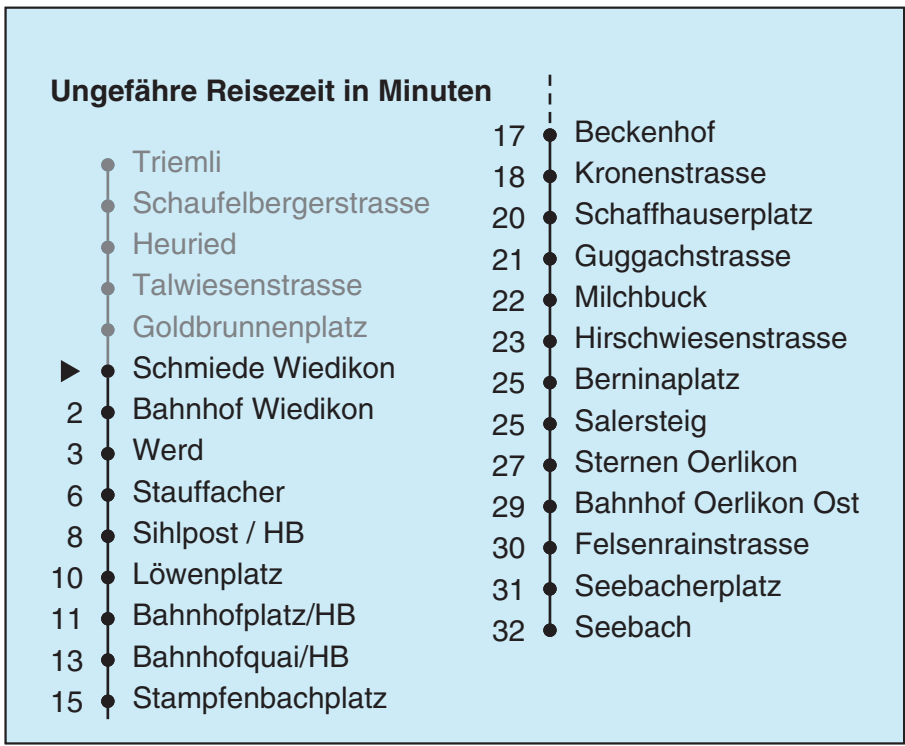 Ungefähre Reisezeit in Minuten
Triemli
Schaufelbergerstrasse
Heuried
Talwiesenstrasse
Goldbrunnenplatz
Schmiede Wiedikon
2 Bahnhof Wiedikon
3 Werd
6 Stauffacher
8 Sihlpost / HB
10 Löwenplatz
11 Bahnhofplatz/HB
13 Bahnhofquai/HB
15 Stampfenbachplatz
17 Beckenhof
18 Kronenstrasse
20 Schaffhauserplatz
21 Guggachstrasse
22 Milchbuck
23 Hirschwiesenstrasse
25 Berninaplatz
25 Salersteig
27 Sternen Oerlikon
29 Bahnhof Oerlikon Ost
30 Felsenrainstrasse
31 Seebacherplatz
32 Seebach